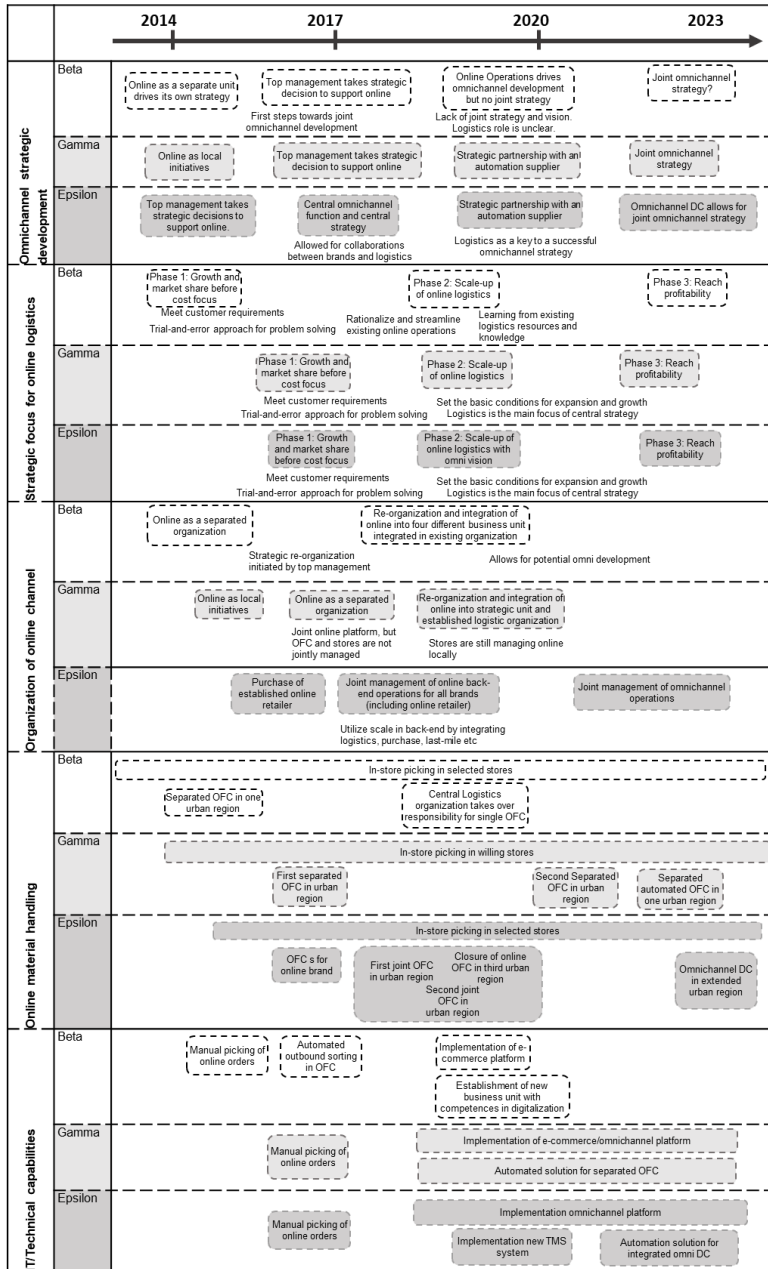 2014 2017 2020 2023
Omnichannel strategic
development
Beta
Online as a separate unit
drives its own strategy
Top management takes strategic
decision to support online
Online Operations drives
omnichannel development
but no joint strategy
Joint omnichannel
strategy?
First steps towards joint
omnichannel development
Lack of joint strategy and vision.
Logistics role is unclear.
Gamma
Online as local
initiatives
Top management takes strategic
decision to support online
Strategic partnership with an
automation supplier
Joint omnichannel
strategy
Epsilon
Top management takes
strategic decisions to
support online.
Central omnichannel
function and central
strategy
Strategic partnership with an
automation supplier
Omnichannel DC allows for
joint omnichannel strategy
Allowed for collaborations
between brands and logistics
Logistics as a key to a successful
omnichannel strategy
Strategic focus for online logistics
Beta
Phase 1: Growth and
market share before
cost focus
Phase 2: Scale-up
of online logistics
Phase 3: Reach
profitability
Meet customer requirements
Trial-and-error approach for problem solving
Rationalize and streamline
existing online operations
Learning from existing
logistics resources and
knowledge
Gamma
Phase 1: Growth and
market share before
cost focus
Phase 2: Scale-up
of online logistics
Phase 3: Reach
profitability
Meet customer requirements
Trial-and-error approach for problem solving
Set the basic conditions for expansion and growth
Logistics is the main focus of central strategy
Epsilon
Phase 1: Growth
and market share
before cost focus
Phase 2: Scale-up of
online logistics with
omni vision
Phase 3: Reach
profitability
Meet customer requirements
Trial-and-error approach for problem solving
Set the basic conditions for expansion and growth
Logistics is the main focus of central strategy
Organization of online channel
Beta
Online as a separated
organization
Re-organization and integration of
online into four different business unit
integrated in existing organization
Strategic re-organization
initiated by top management
Allows for potential omni development
Gamma
Online as local
initiatives
Online as a separated
organization
Re-organization and integration of
online into strategic unit and
established logistic organization
Joint online platform, but
OFC and stores are not
jointly managed
Stores are still managing online
locally
Epsilon
Purchase of
established online
retailer
Joint management of online back-
end operations for all brands
(including online retailer)
Joint management of omnichannel
operations
Utilize scale in back-end by integrating
logistics, purchase, last-mile etc
Online material handling
Beta
In-store picking in selected stores
Separated OFC in one
urban region
Central Logistics
organization takes over
responsibility for single OFC
Gamma
In-store picking in willing stores
First separated
OFC in urban
region
Second Separated
OFC in urban
region
Separated
automated OFC in
one urban region
Epsilon
In-store picking in selected stores
OFC s for
online brand
First joint OFC
in urban region
Closure of online
OFC in third urban
region
Second joint
OFC in
urban region
Omnichannel DC
in extended
urban region
IT/Technical capabilities
Beta
Manual picking of
online orders
Automated
outbound sorting
in OFC
Implementation of e-
commerce platform
Establishment of new
business unit with
competences in digitalization
Gamma
Manual picking of
online orders
Implementation of e-commerce/omnichannel platform
Automated solution for separated OFC
Epsilon
Manual picking of
online orders
Implementation omnichannel platform
Implementation new TMS
system
Automation solution for
integrated omni DC